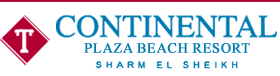 T
CONTINENTAL
PLAZA BEACH RESORT
SHARM EL SHEIKH